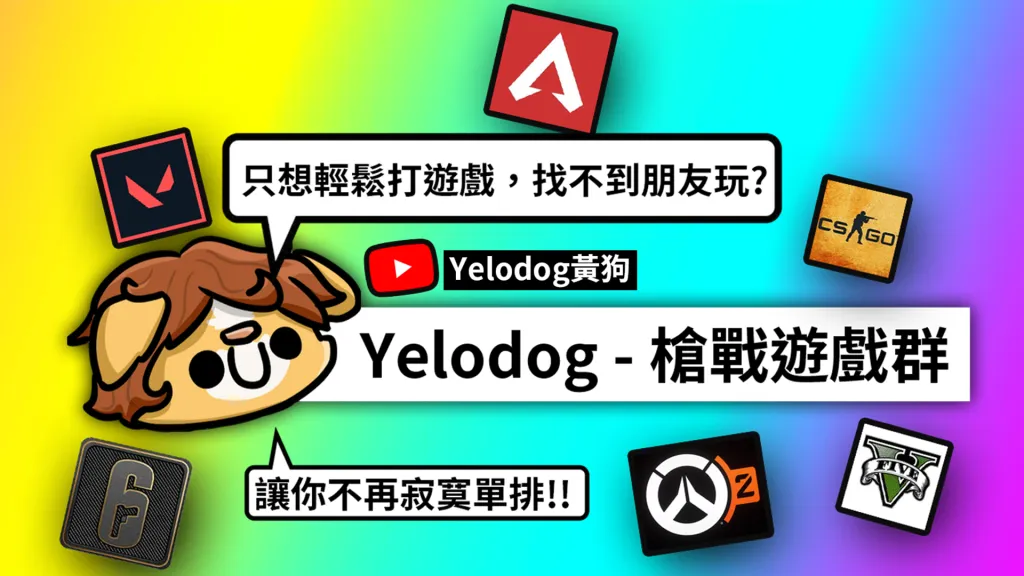 只想輕鬆打遊戲，找不到朋友玩?
CS GO
Yelodog黃狗
Yelodog - 槍戰遊戲群
6
2
V
FIVE
讓你不再寂寞單排!!